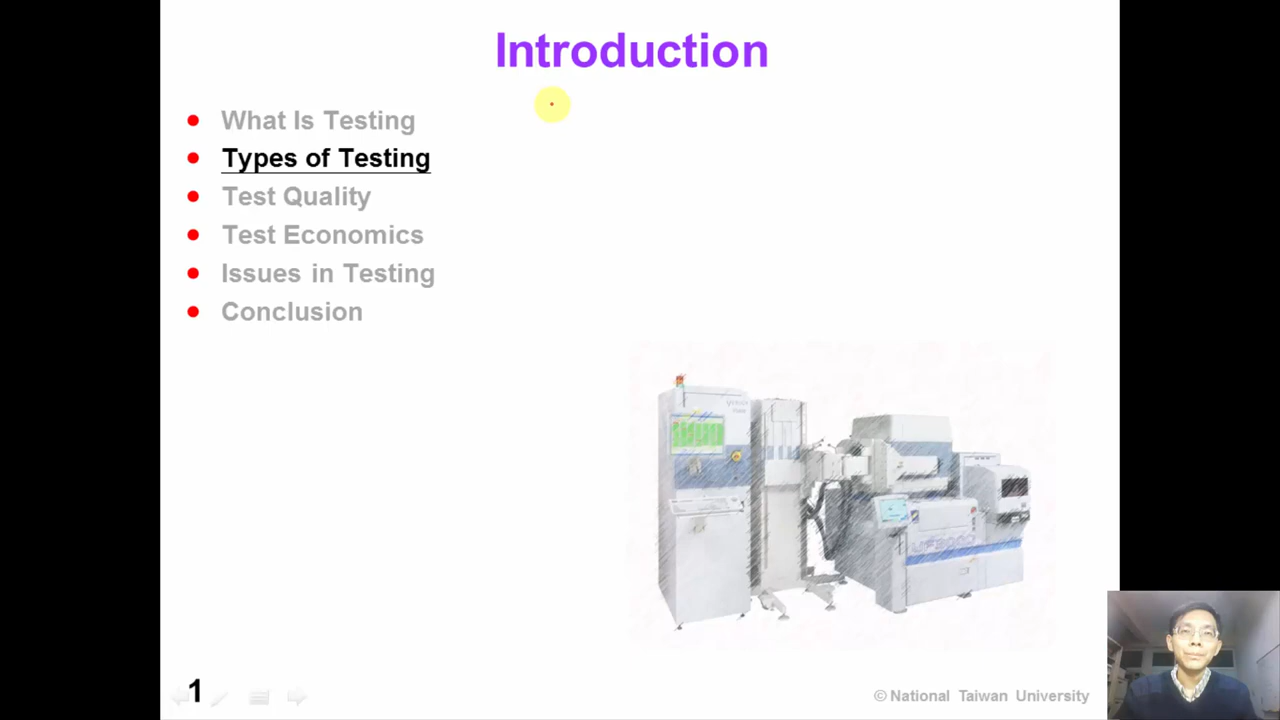 Introduction
What Is Testing
Types of Testing
Test Quality
Test Economics
Issues in Testing
Conclusion
1
© National Taiwan University